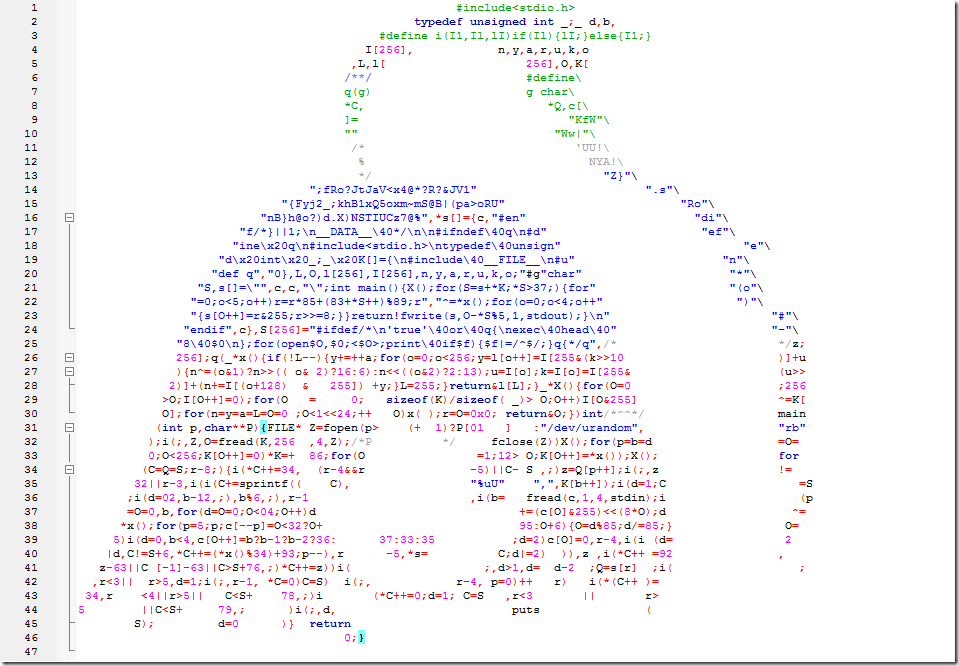 1 #include<stdio.h>
2 typedef unsigned int _;_ d,b,
3 #define i(I1,Il,lI)if(Il){lI;}else{I1;}
4 I[256], n,y,a,r,u,k,o
5 ,L,l[ 256],O,K[
6 /**/ #define\
7 q(g) g char\
8 *C, *Q,c[\
9 ]= "KfW"\
10 "" "Ww|"\
11 /* 'UU!\
12 % NYA!\
13 */ "Z}"\
14 ";fRo?JtJaV<x4@*?R?&JV1" ".s"\
15 "{Fyj2_;khB1xQ5oxm~mS@B|(pa>oRU" "Ro"\
16 "nB}h@o?)d.X)NSTIUCz7@%",*s[]={c,"#en" "di"\
17 "f/*}||1;\n__DATA__\40*/\n\n#ifndef\40q\n#d" "ef"\
18 "ine\x20q\n#include<stdio.h>\ntypedef\40unsign" "e"\
19 "d\x20int\x20_;_\x20K[]={\n#include\40__FILE__\n#u" "n"\
20 "def q","0},L,O,l[256],I[256],n,y,a,r,u,k,o;"#g"char" "*"\
21 "S,s[]=\"",c,c,"\";int main(){X();for(S=s+*K;*S>37;){for" "(o"\
22 "=0;o<5;o++)r=r*85+(83+*S++)%89;r","^=*x();for(o=0;o<4;o++" ")"\
23 "{s[O++]=r&255;r>>=8;}}return!fwrite(s,O-*S%5,1,stdout);}\n" "#"\
24 "endif",c},S[256]="#ifdef/*\n'true'\40or\40q{\nexec\40head\40" "-"\
25 "8\40$0\n};for(open$O,$0;<$O>;print\40if$f){$f|=/^$/;}q{*/q",/* */z;
26 256];q(_*x(){if(!L--){y+=++a;for(o=0;o<256;y=l[o++]=I[255&(k>>10 )]+u
27 ){n^=(o&1)?n>>(( o& 2)?16:6):n<<((o&2)?2:13);u=I[o];k=I[o]=I[255& (u>>
28 2)]+(n+=I[(o+128) & 255]) +y;}L=255;}return&l[L];}_*X(){for(O=0 ;256
29 >O;I[O++]=0);for(O = 0; sizeof(K)/sizeof( _)> O;O++)I[O&255] ^=K[
30 O];for(n=y=a=L=O=0 ;O<1<<24;++ O)x( );r=O=0x0; return&O;})int/*^^*/ main
31 (int p,char**P){FILE* Z=fopen(p> (+ 1)?P[01 ] :"/dev/urandom", "rb"
32 );i(;,Z,O=fread(K,256 ,4,Z);/*P */ fclose(Z))X();for(p=b=d =O=
33 0;O<256;K[O++]=0)*K=+ 86;for(O =1;12> O;K[O++]=*x());X(); for
34 (C=Q=S;r-8;){i(*C++=34, (r-4&&r -5)||C- S ,;)z=Q[p++];i(;,z !=
35 32||r-3,i(i(C+=sprintf(( C), "%uU" ",",K[b++]);i(d=1;C =S
36 ;i(d=02,b-12,;),b%6,;),r-1 ,i(b= fread(c,1,4,stdin);i (p
37 =O=0,b,for(d=O=0;O<04;O++)d +=(c[O]&255)<<(8*O);d ^=
38 *x();for(p=5;p;c[--p]=O<32?O+ 95:O+6){O=d%85;d/=85;} O=
39 5)i(d=0,b<4,c[O++]=b?b-1?b-2?36: 37:33:35 ;d=2)c[O]=0,r-4,i(i (d= 2
40 |d,C!=S+6,*C++=(*x()%34)+93;p--),r -5,*s= C;d|=2) )),z ,i(*C++ =92 ,
41 z-63||C [-1]-63||C>S+76,;)*C++=z))i( ;,d>1,d= d-2 ;Q=s[r] ;i( ;
42 ,r<3|| r>5,d=1;i(;,r-1, *C=0)C=S) i(;, r-4, p=0)++ r) i(*(C++ )=
43 34,r <4||r>5|| C<S+ 78,;)i (*C++=0;d=1; C=S ,r<3 || r>
44 5 ||C<S+ 79,; )i(;,d, puts (
45 S); d=0 )} return
46 0;}
47